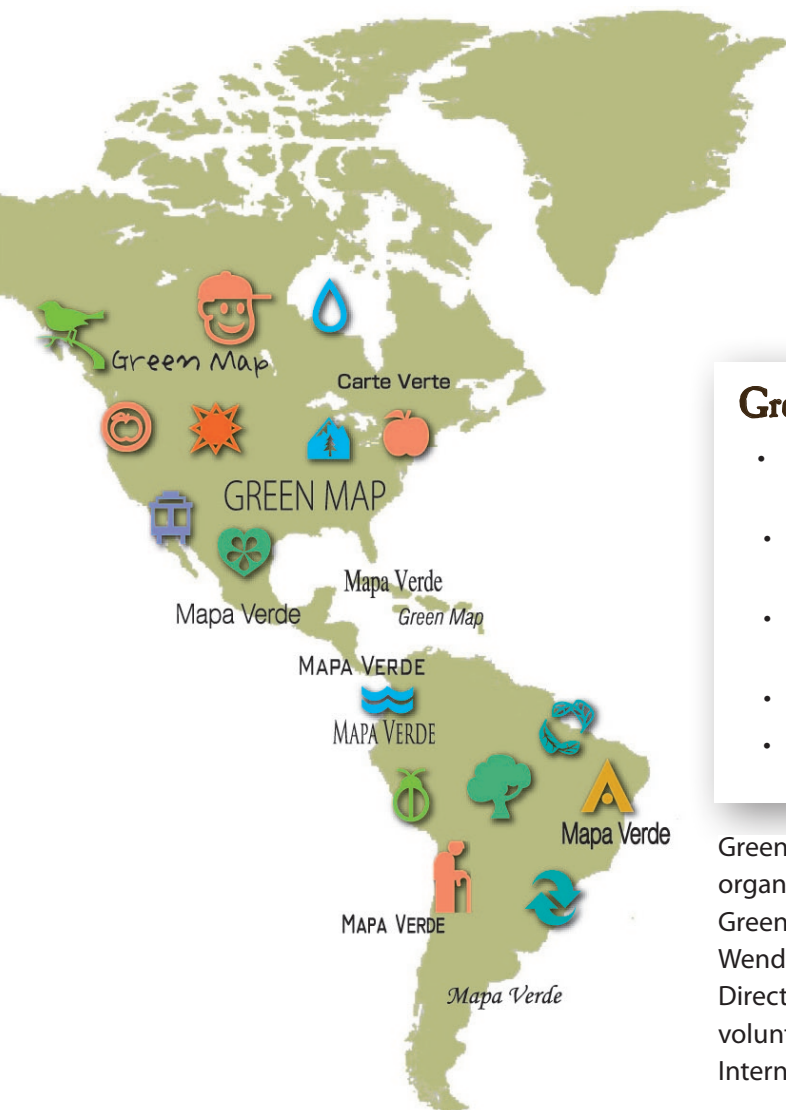 Green Map
Carte Verte
GREEN MAP
Mapa Verde
Mapa Verde
Green Map
MAPA VERDE
MAPA VERDE
Mapa Verde
MAPA VERDE
Mapa Verde
Gre
•
•
•
•
•
Green
organ
Green
Wend
Direct
volunt
Intern